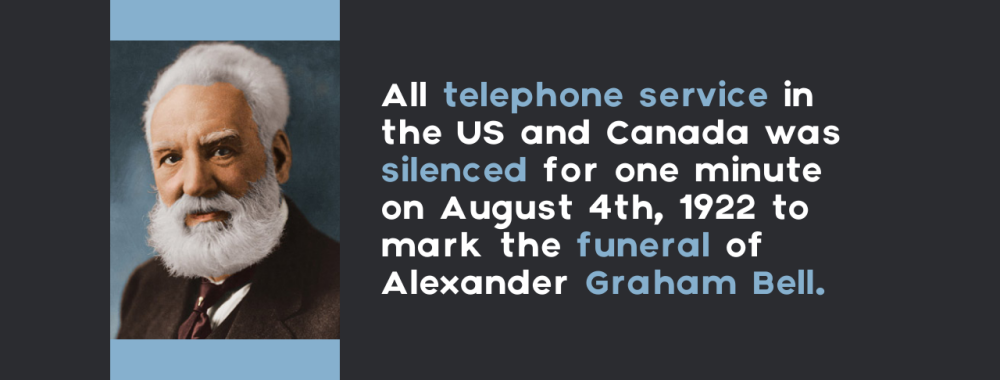 All telephone service in
the US and Canada was
silenced for one minute
on August 4th, 1922 to
mark the funeral of
Alexander Graham Bell.